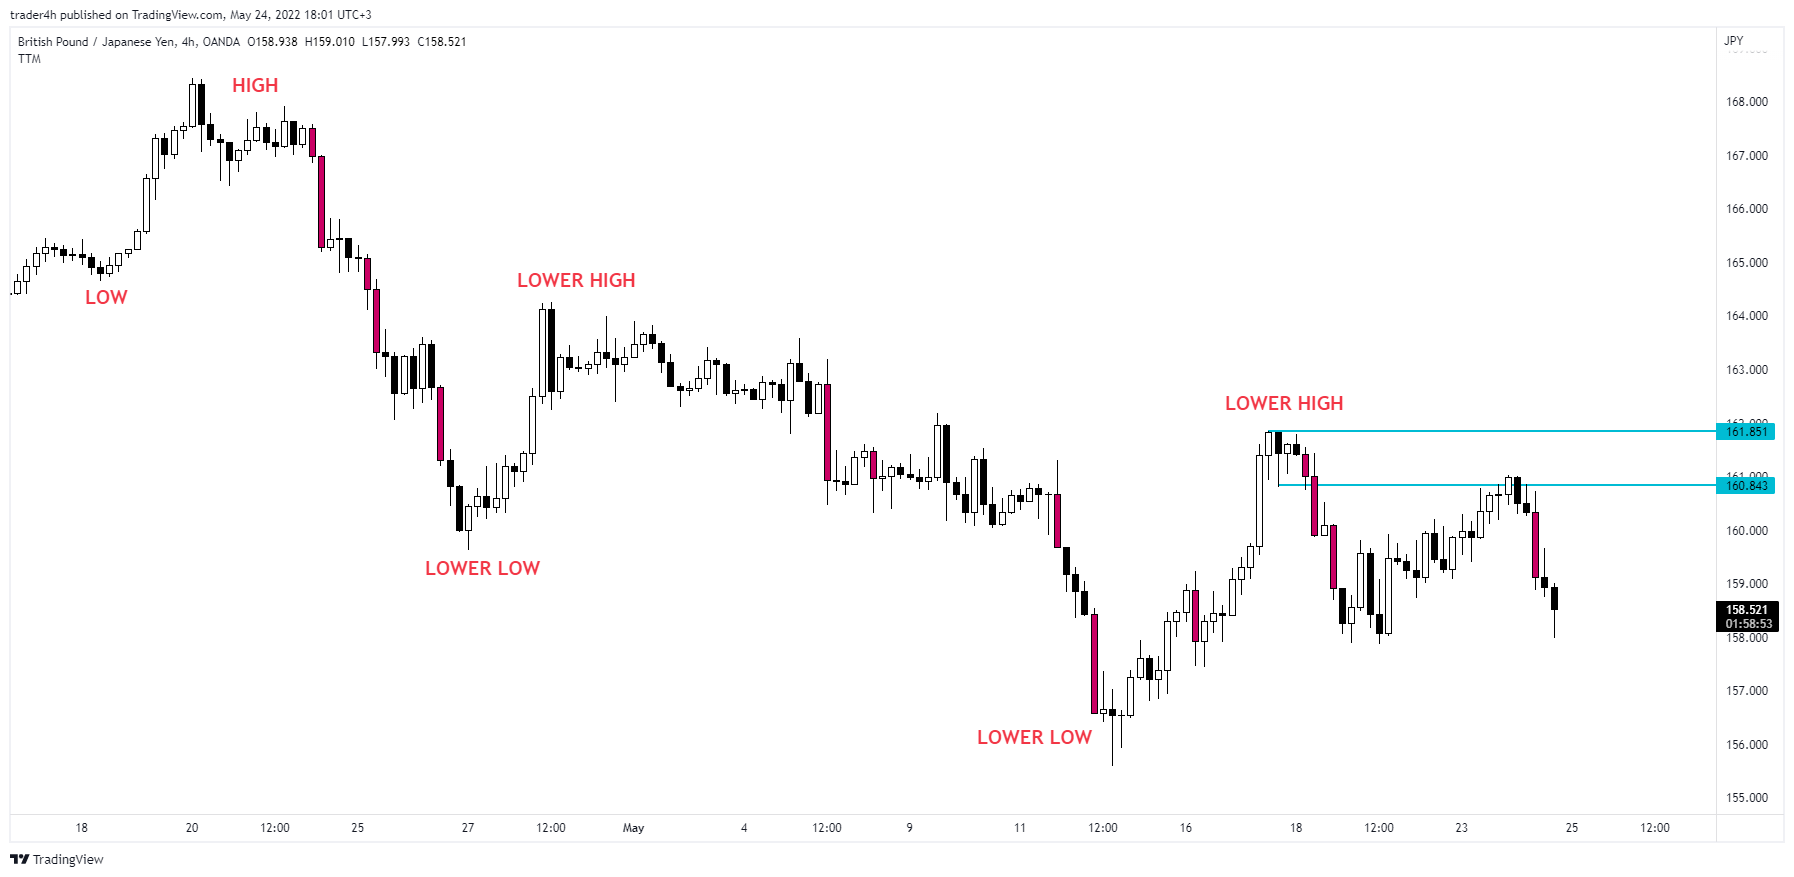 trader4h published on TradingView.com, May 24, 2022 18:01 UTC+3
British Pound / Japanese Yen, 4h, OANDA O158.938 H159.010 L157.993 C158.521
TTM
JPY
HIGH
168.000
167.000
166.000
165.000
LOW
LOWER HIGH
164.000
163.000
LOWER HIGH
162.000
161.851
161.000
160.843
160.000
LOWER LOW
159.000
158.521
01:58:53
158.000
157.000
LOWER LOW
156.000
155.000
18 20 12:00 25 27 12:00 May 4 12:00 9 11 12:00 16 18 12:00 23 25 12:00
TradingView